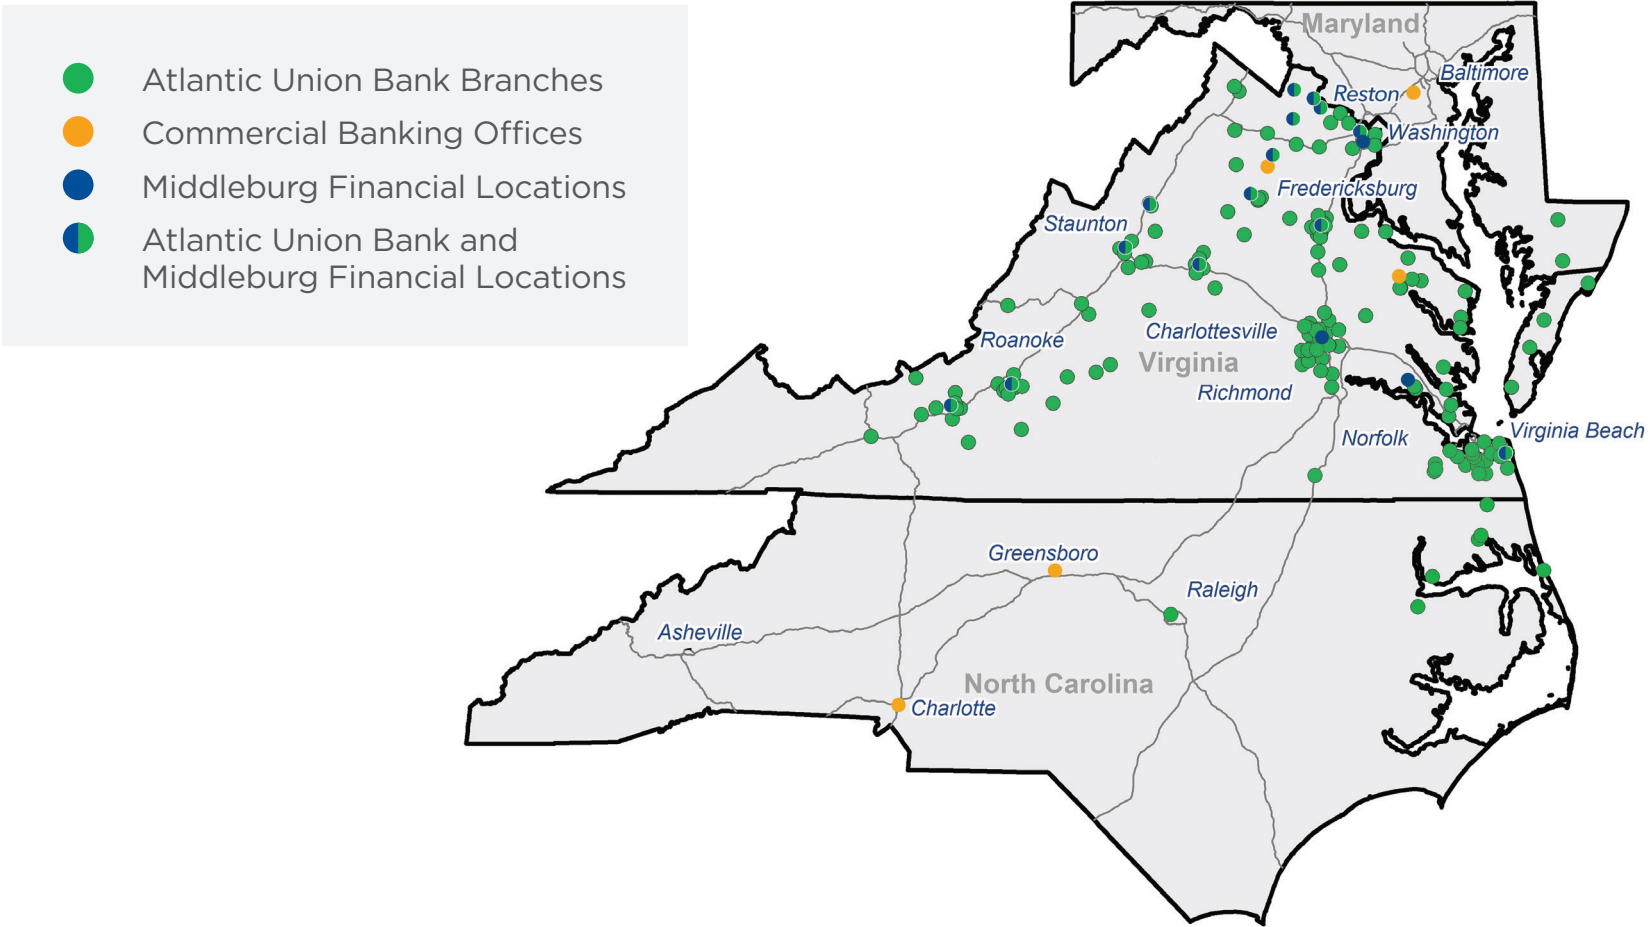 Atlantic Union Bank Branches
Commercial Banking Offices
Middleburg Financial Locations
Atlantic Union Bank and
Middleburg Financial Locations
Maryland
Baltimore
Reston
Washington
Fredericksburg
Staunton
Charlottesville
Roanoke
Virginia
Richmond
Norfolk
Virginia Beach
Greensboro
Raleigh
Asheville
North Carolina
Charlotte